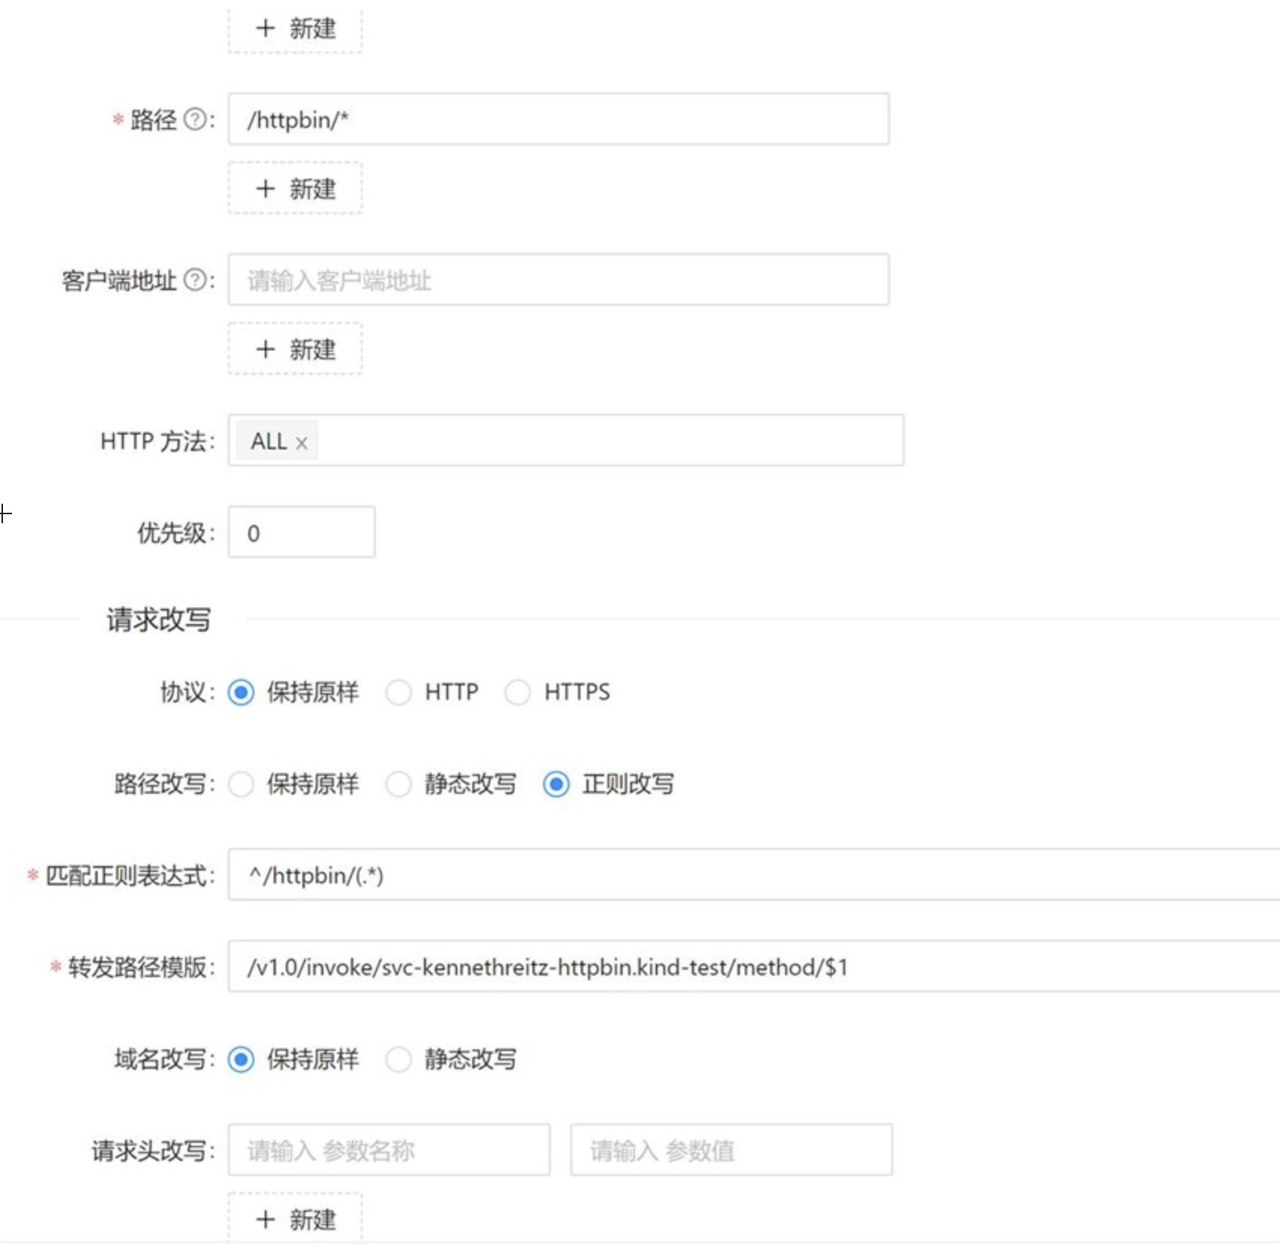 + 新建
* 路径 ? : /httpbin/*
+ 新建
客户端地址 ? : 请输入客户端地址
+ 新建
HTTP 方法: ALL ×
优先级: 0
请求改写
协议: 保持原样 HTTP HTTPS
路径改写: 保持原样 静态改写 正则改写
* 匹配正则表达式: ^/httpbin/(.*)
* 转发路径模版: /v1.0/invoke/svc-kennethreitz-httpbin.kind-test/method/$1
域名改写: 保持原样 静态改写
请求头改写: 请输入 参数名称 请输入 参数值
+ 新建